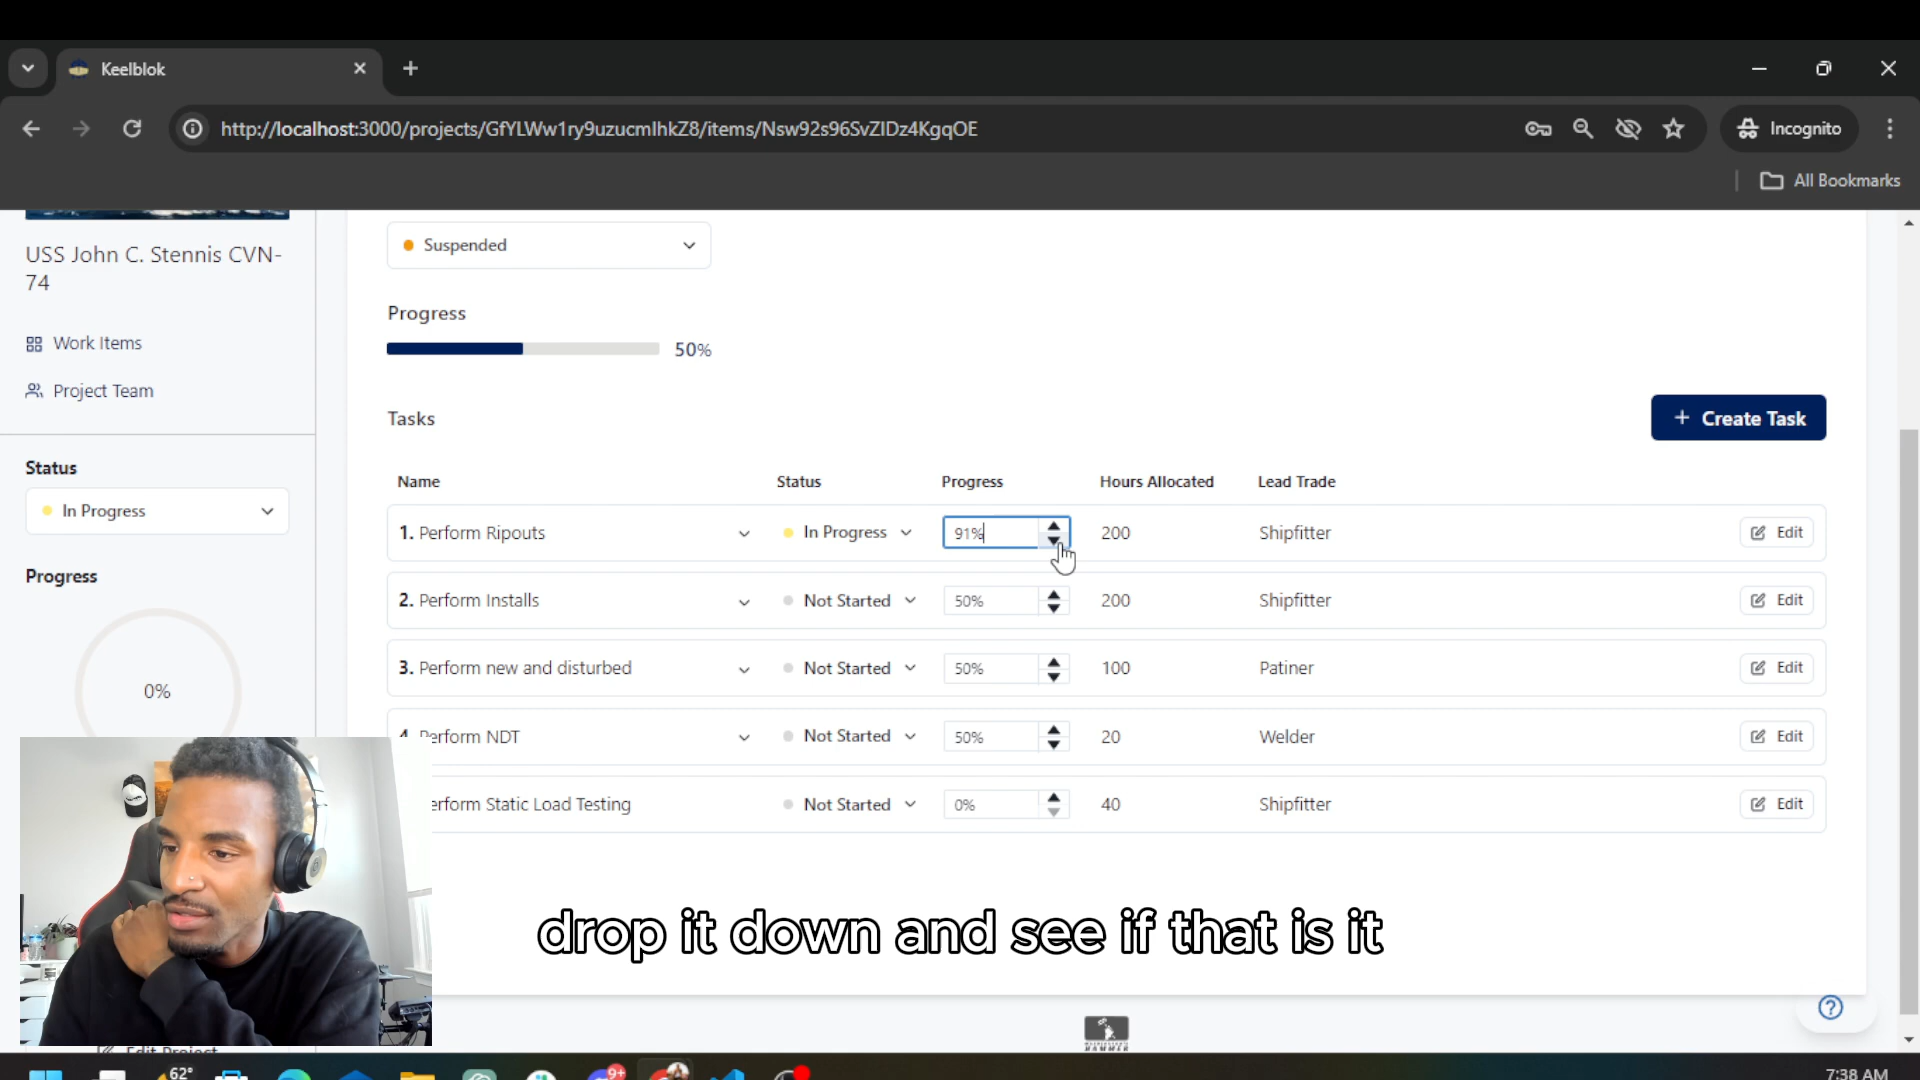 Keelblok
http://localhost:3000/projects/GfYLWw1ry9uzucmlhkZ8/items/Nsw92s96SvZIDz4KgqOE
Incognito
All Bookmarks
USS John C. Stennis CVN-
74
Work Items
Project Team
Status
In Progress
Progress
0%
Suspended
Progress
50%
Tasks
+ Create Task
Name Status Progress Hours Allocated Lead Trade
1. Perform Ripouts In Progress 91% 200 Shipfitter Edit
2. Perform Installs Not Started 50% 200 Shipfitter Edit
3. Perform new and disturbed Not Started 50% 100 Patiner Edit
4. Perform NDT Not Started 50% 20 Welder Edit
erform Static Load Testing Not Started 0% 40 Shipfitter Edit
drop it down and see if that is it
Edit Project
HAMMER
62°
9+
7:38 AM